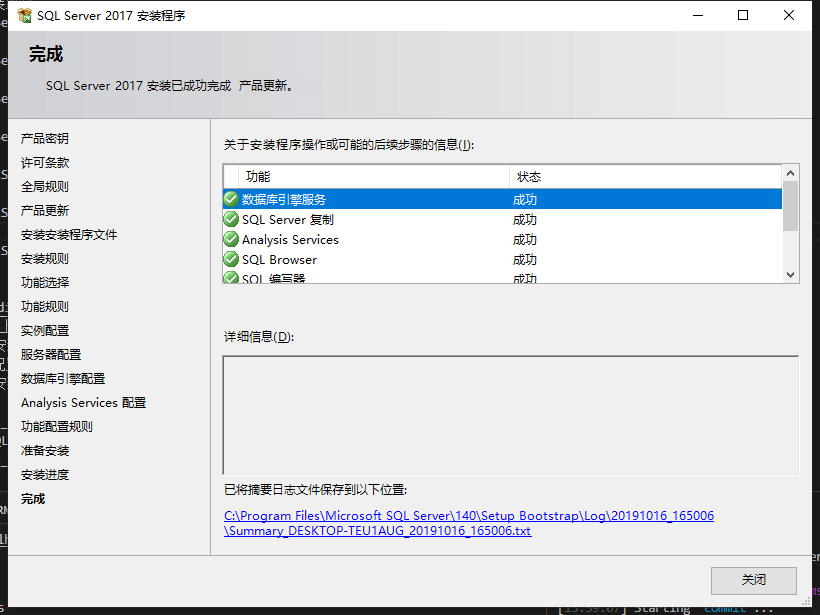 SQL Server 2017 安装程序
完成
SQL Server 2017 安装已成功完成 产品更新。
产品密钥
许可条款
全局规则
产品更新
安装安装程序文件
安装规则
功能选择
功能规则
实例配置
服务器配置
数据库引擎配置
Analysis Services 配置
功能配置规则
准备安装
安装进度
完成
关于安装程序操作或可能的后续步骤的信息(I):
功能 状态
数据库引擎服务 成功
SQL Server 复制 成功
Analysis Services 成功
SQL Browser 成功
SQL 编写器 成功
详细信息(D):
已将摘要日志文件保存到以下位置:
C:\Program Files\Microsoft SQL Server\140\Setup Bootstrap\Log\20191016_165006
\Summary_DESKTOP-TEU1AUG_20191016_165006.txt
关闭